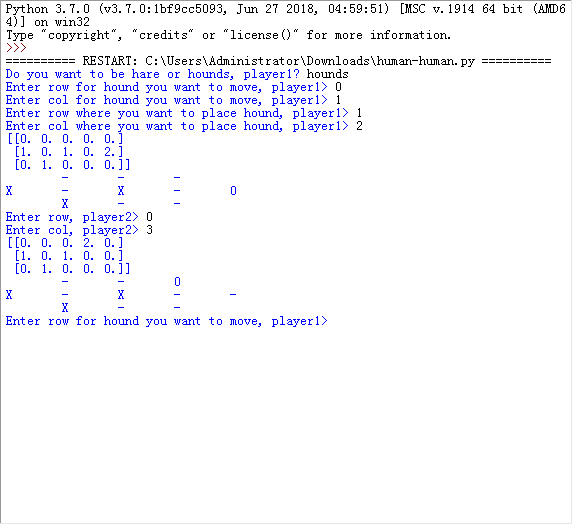 Python 3.7.0 (v3.7.0:1bf9cc5093, Jun 27 2018, 04:59:51) [MSC v.1914 64 bit (AMD6
4)] on win32
Type "copyright", "credits" or "license()" for more information.
>>>
========== RESTART: C:\Users\Administrator\Downloads\human-human.py ==========
Do you want to be hare or hounds, player1? hounds
Enter row for hound you want to move, player1> 0
Enter col for hound you want to move, player1> 1
Enter row where you want to place hound, player1> 1
Enter col where you want to place hound, player1> 2
[[0. 0. 0. 0. 0.]
 [1. 0. 1. 0. 2.]
 [0. 1. 0. 0. 0.]]
        -       -       -
X       -       X       -       O
        X       -       -
Enter row, player2> 0
Enter col, player2> 3
[[0. 0. 0. 2. 0.]
 [1. 0. 1. 0. 0.]
 [0. 1. 0. 0. 0.]]
        -       -       O
X       -       X       -       -
        X       -       -
Enter row for hound you want to move, player1>